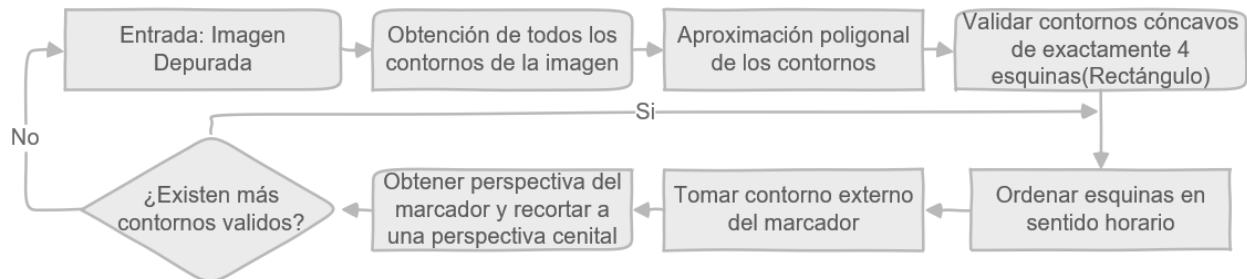 Entrada: Imagen
Depurada
Obtención de todos los
contornos de la imagen
Aproximación poligonal
de los contornos
Validar contornos cóncavos
de exactamente 4
esquinas(Rectángulo)
Si
No
¿Existen más
contornos validos?
Obtener perspectiva del
marcador y recortar a
una perspectiva cenital
Tomar contorno externo
del marcador
Ordenar esquinas en
sentido horario